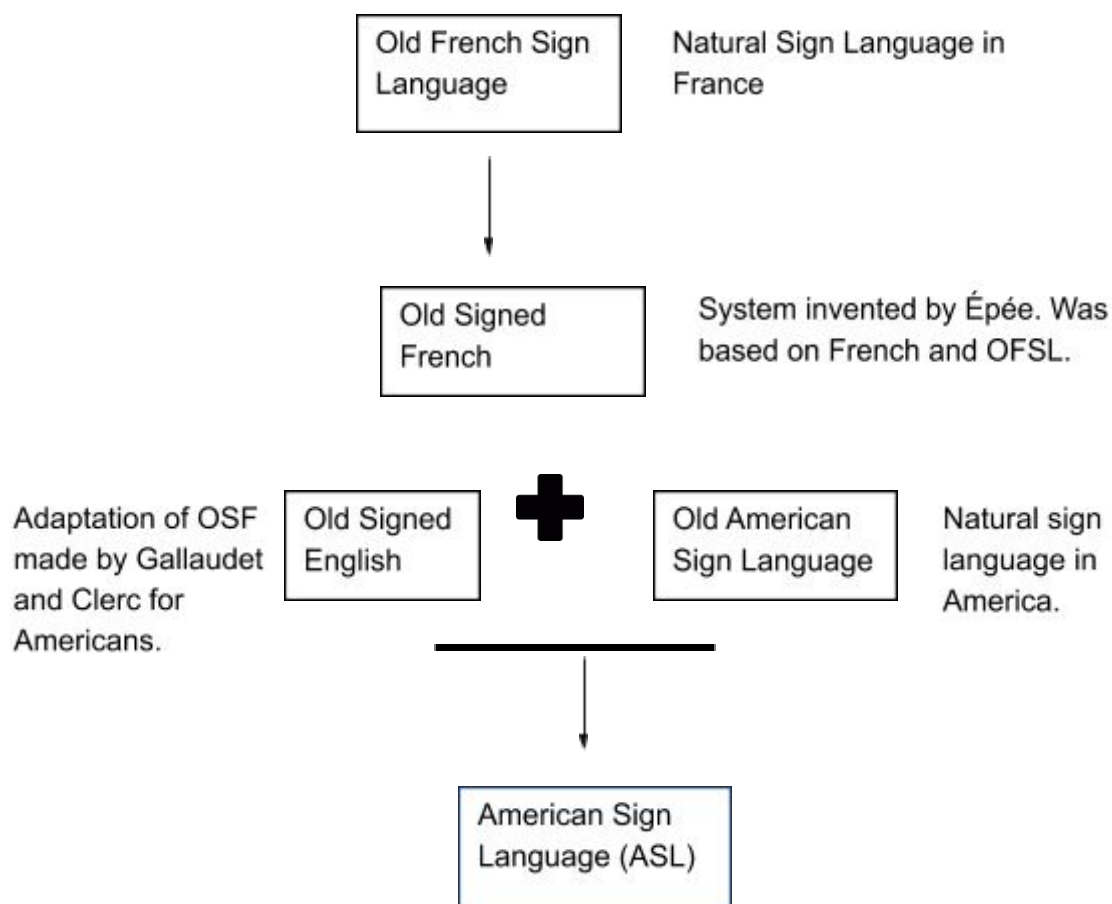 Old French Sign
Language
Natural Sign Language in
France
Old Signed
French
System invented by Épée. Was
based on French and OFSL.
Adaptation of OSF
made by Gallaudet
and Clerc for
Americans.
Old Signed
English
Old American
Sign Language
Natural sign
language in
America.
American Sign
Language (ASL)